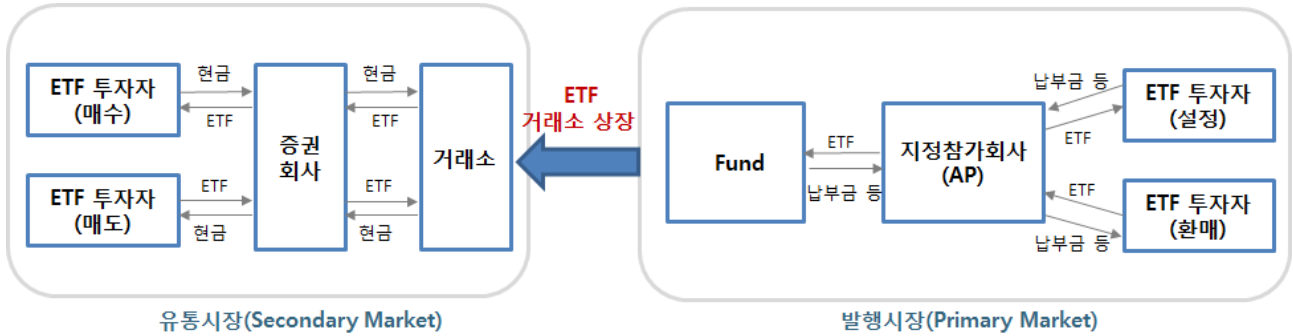 ETF 투자자
(매수)
현금
ETF
ETF 투자자
(매도)
ETF
현금
증권
회사
현금
ETF
ETF
현금
거래소
유통시장(Secondary Market)
ETF
거래소 상장
Fund
ETF
납부금 등
지정참가회사
(AP)
납부금 등
ETF
ETF 투자자
(설정)
ETF
납부금 등
ETF 투자자
(환매)
발행시장(Primary Market)